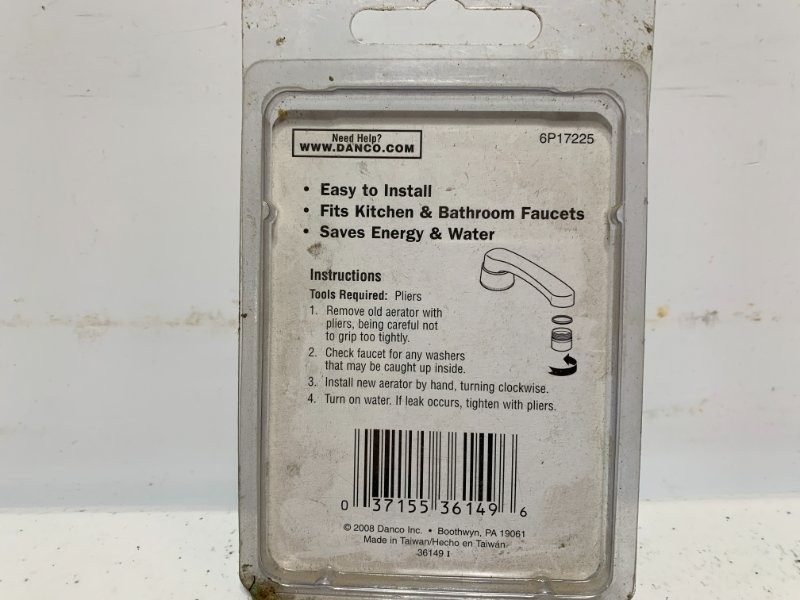 Need Help?
WWW.DANCO.COM
6P17225
• Easy to Install
• Fits Kitchen & Bathroom Faucets
• Saves Energy & Water
Instructions
Tools Required: Pliers
1. Remove old aerator with
pliers, being careful not
to grip too tightly.
2. Check faucet for any washers
that may be caught up inside.
3. Install new aerator by hand, turning clockwise.
4. Turn on water. If leak occurs, tighten with pliers.
0 37155 36149 6
© 2008 Danco Inc. • Boothwyn, PA 19061
Made in Taiwan/Hecho en Taiwán
36149 I